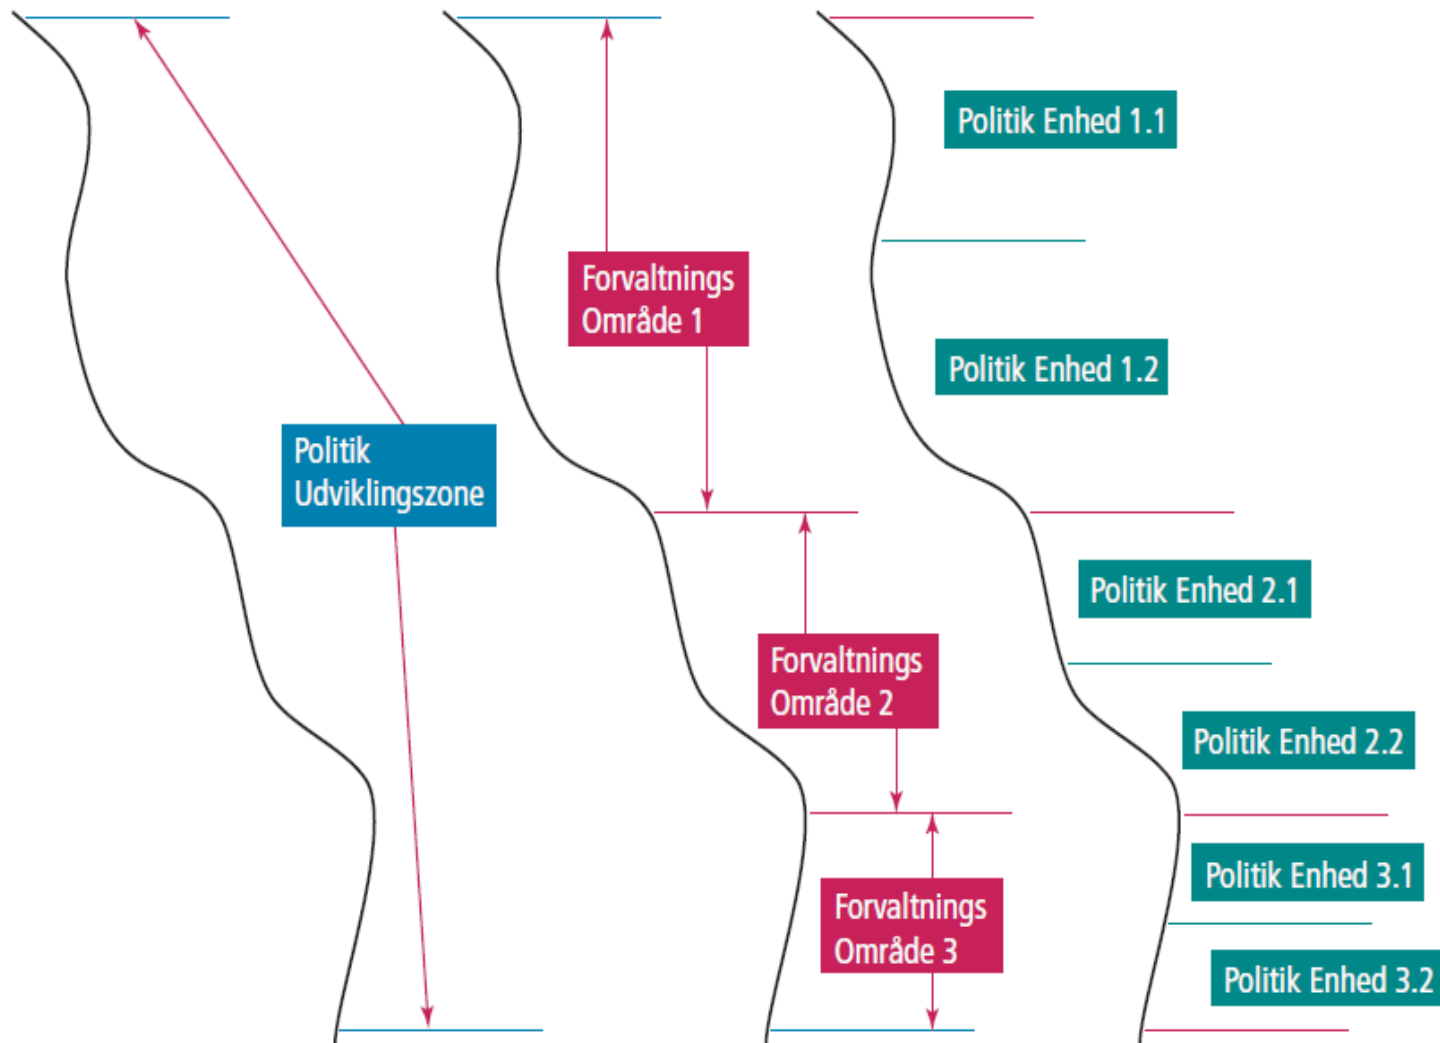 Politik
Udviklingszone
Forvaltnings
Område 1
Forvaltnings
Område 2
Forvaltnings
Område 3
Politik Enhed 1.1
Politik Enhed 1.2
Politik Enhed 2.1
Politik Enhed 2.2
Politik Enhed 3.1
Politik Enhed 3.2